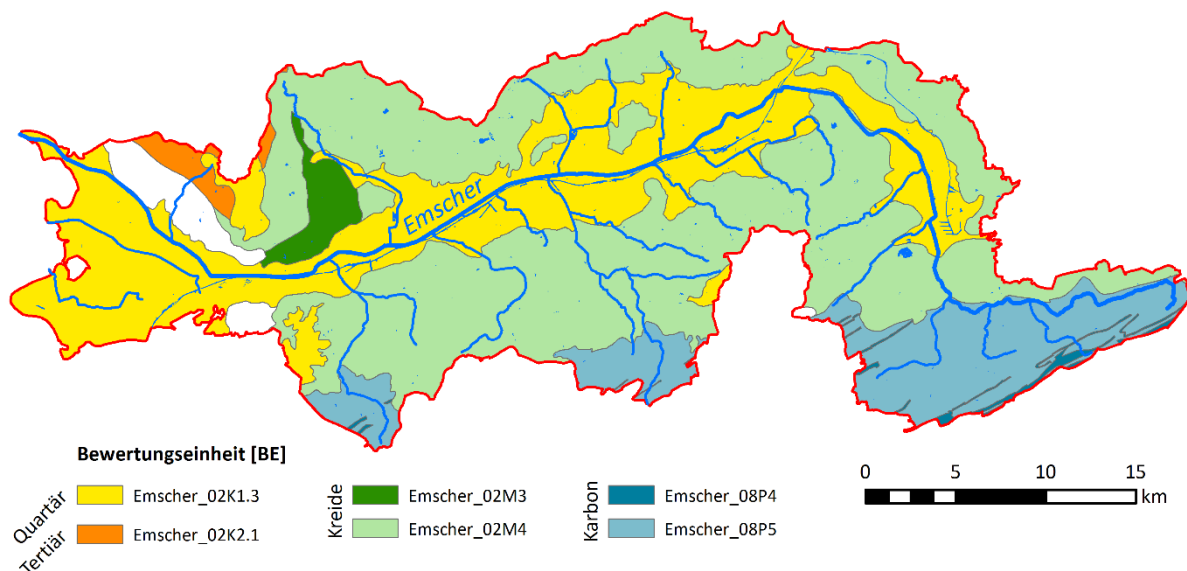 Emscher
Bewertungseinheit [BE]
Quartär
Emscher_02K1.3
Tertiär
Emscher_02K2.1
Kreide
Emscher_02M3
Emscher_02M4
Karbon
Emscher_08P4
Emscher_08P5
0 5 10 15
km